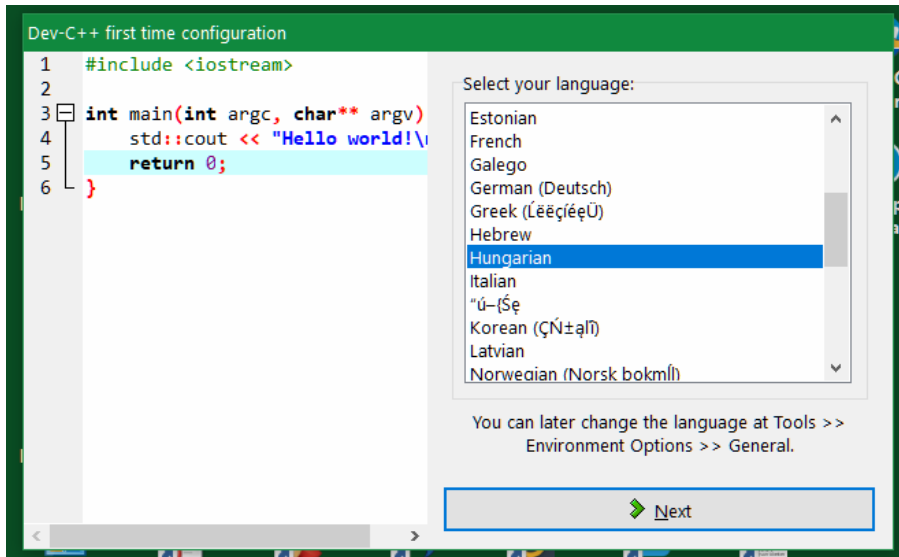 Dev-C++ first time configuration
1 #include <iostream>
2
3 int main(int argc, char** argv)
4 std::cout << "Hello world!\
5 return 0;
6 }
Select your language:
Estonian
French
Galego
German (Deutsch)
Greek (ĹëëçíéęÜ)
Hebrew
Hungarian
Italian
“ú–{Śę
Korean (ÇŃ±ąlî)
Latvian
Norwegian (Norsk bokmĺl)
You can later change the language at Tools >>
Environment Options >> General.
Next